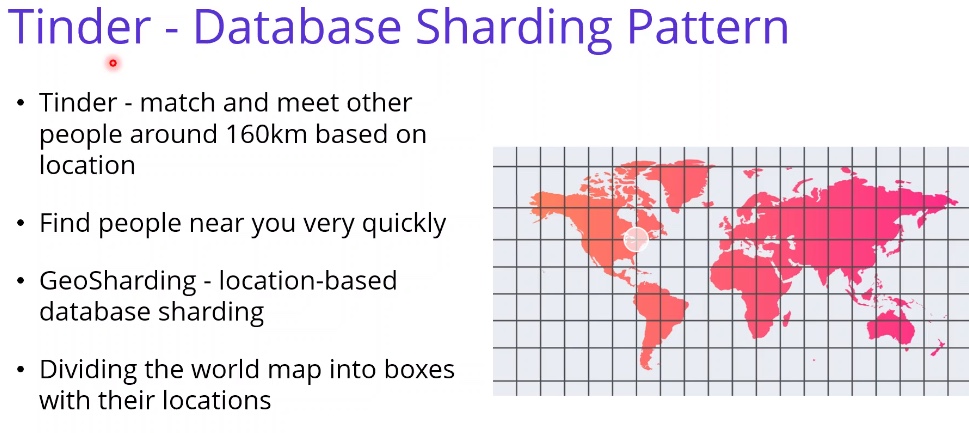 Tinder - Database Sharding Pattern
• Tinder - match and meet other
people around 160km based on
location
• Find people near you very quickly
• GeoSharding - location-based
database sharding
• Dividing the world map into boxes
with their locations